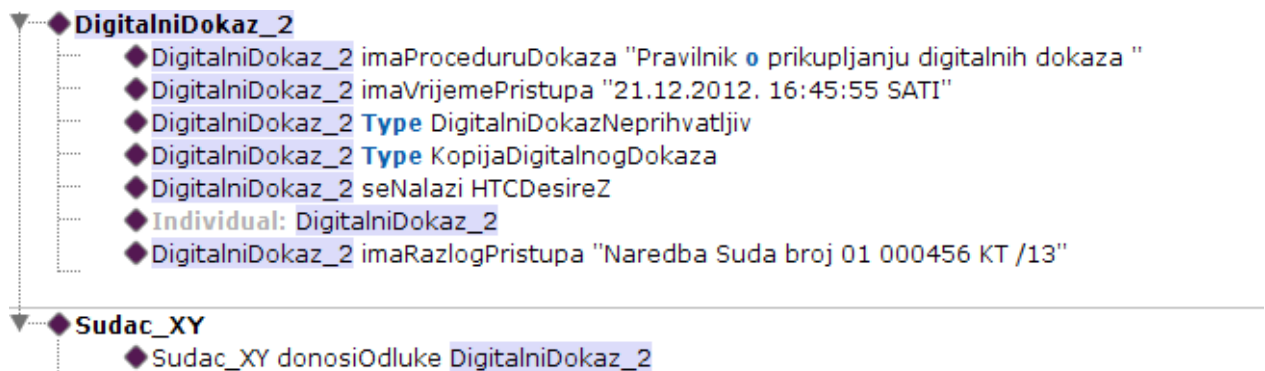 DigitalniDokaz_2
DigitalniDokaz_2 imaProceduruDokaza "Pravilnik o prikupljanju digitalnih dokaza "
DigitalniDokaz_2 imaVrijemePristupa "21.12.2012. 16:45:55 SATI"
DigitalniDokaz_2 Type DigitalniDokazNeprihvatljiv
DigitalniDokaz_2 Type KopijaDigitalnogDokaza
DigitalniDokaz_2 seNalazi HTCDesireZ
Individual: DigitalniDokaz_2
DigitalniDokaz_2 imaRazlogPristupa "Naredba Suda broj 01 000456 KT /13"
Sudac_XY
Sudac_XY donosiOdluke DigitalniDokaz_2